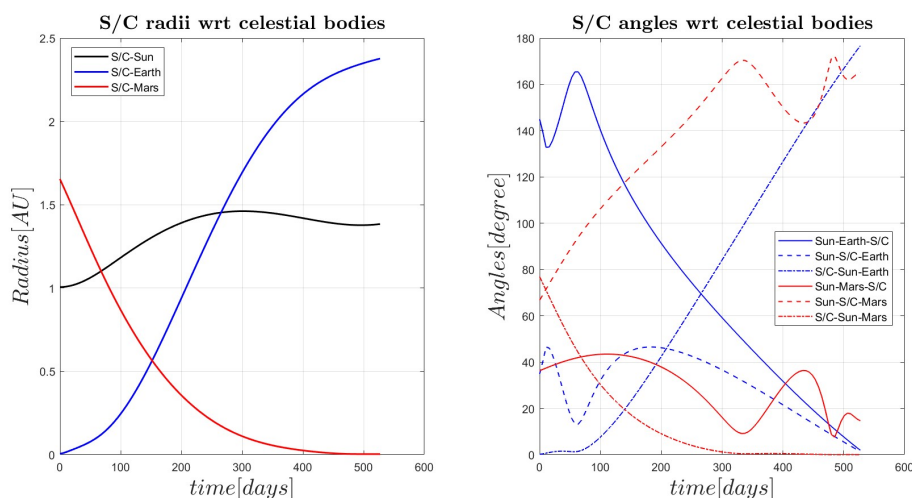 S/C radii wrt celestial bodies
2.5
2
1.5
1
0.5
0
0
100
200
300
400
500
600
Radius[AU]
time[days]
S/C-Sun
S/C-Earth
S/C-Mars
S/C angles wrt celestial bodies
180
160
140
120
100
80
60
40
20
0
0
100
200
300
400
500
600
Angles[degree]
time[days]
Sun-Earth-S/C
Sun-S/C-Earth
S/C-Sun-Earth
Sun-Mars-S/C
Sun-S/C-Mars
S/C-Sun-Mars